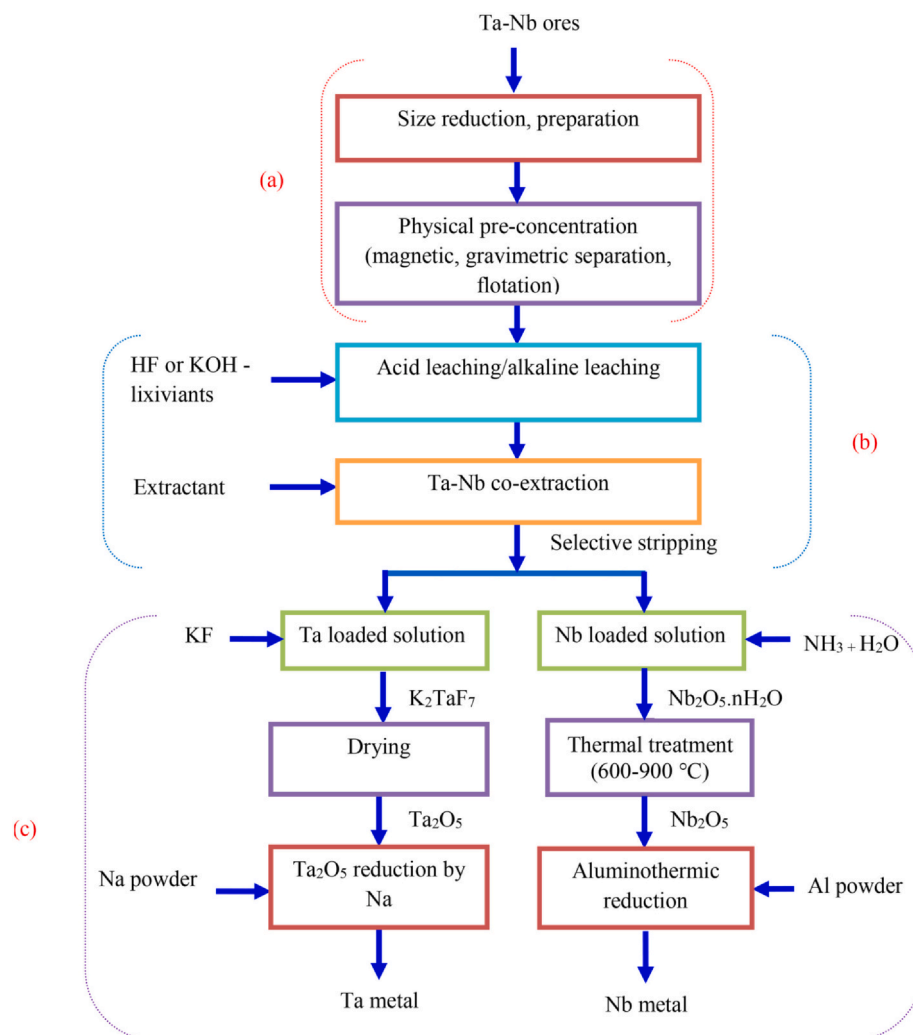 Ta-Nb ores
Size reduction, preparation
(a)
Physical pre-concentration
(magnetic, gravimetric separation,
flotation)
HF or KOH -
lixiviants
Acid leaching/alkaline leaching
(b)
Extractant
Ta-Nb co-extraction
Selective stripping
KF
Ta loaded solution
Nb loaded solution
NH₃ + H₂O
K₂TaF₇
Nb₂O₅.nH₂O
Drying
Thermal treatment
(600-900 °C)
(c)
Ta₂O₅
Nb₂O₅
Na powder
Ta₂O₅ reduction by
Na
Aluminothermic
reduction
Al powder
Ta metal
Nb metal